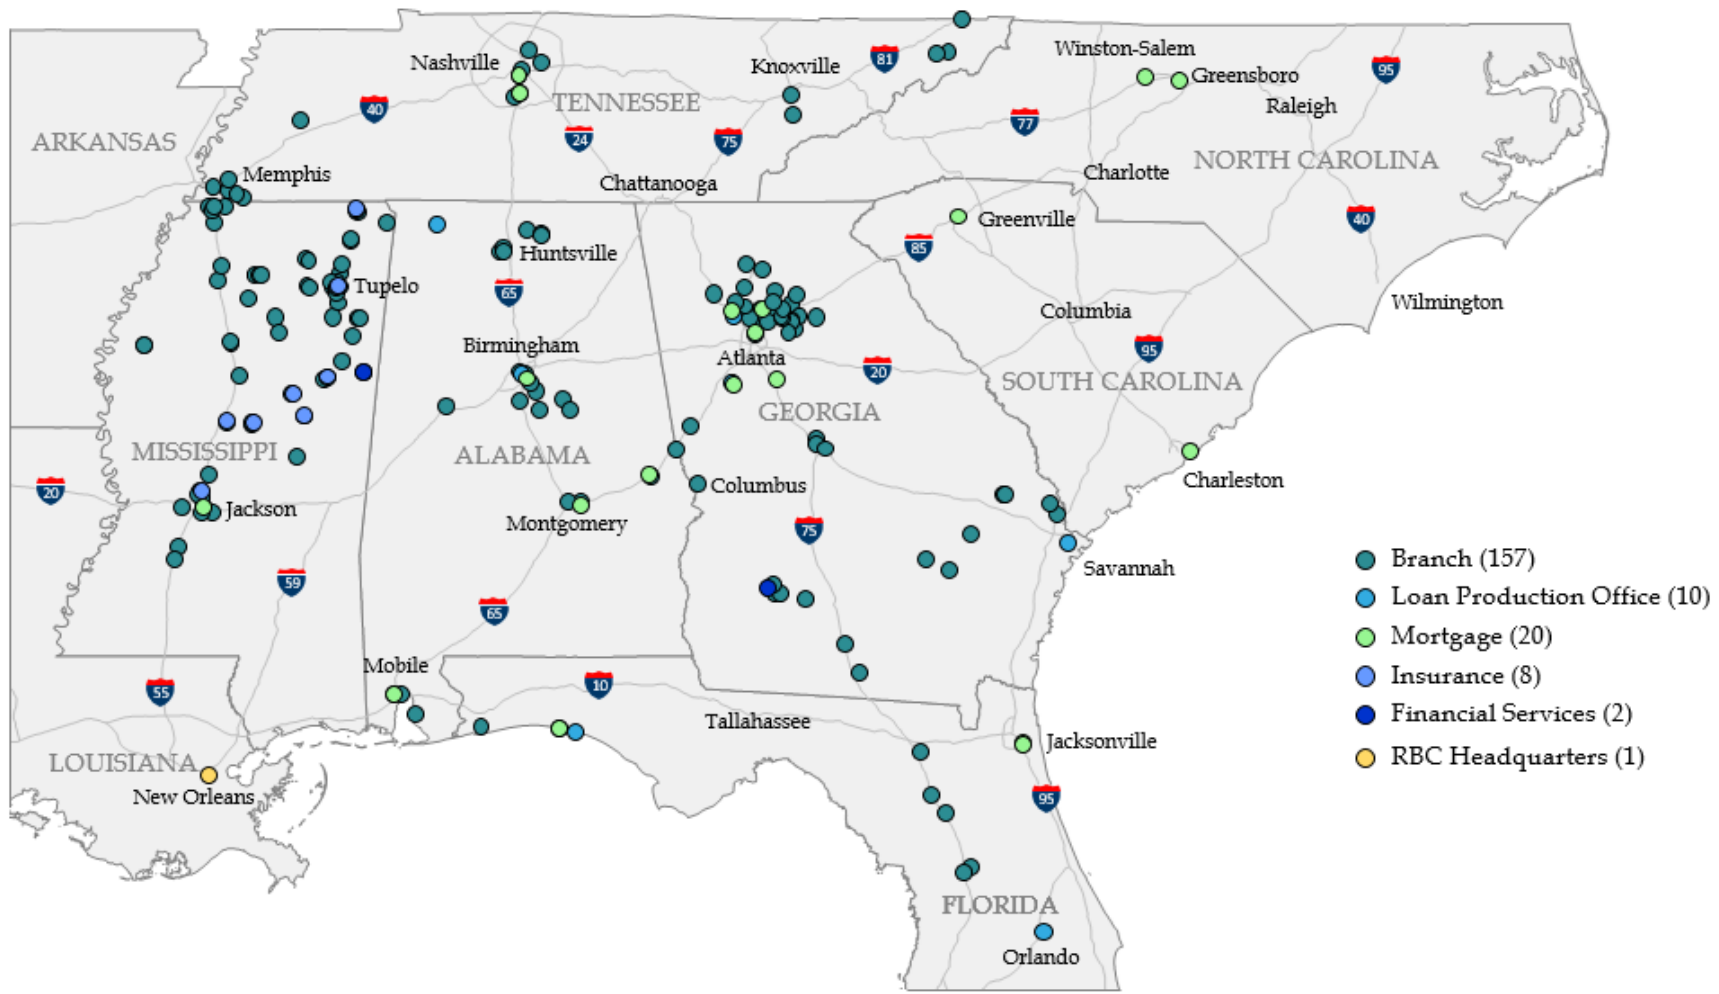 Nashville
Knoxville
81
Winston-Salem
Greensboro
95
Raleigh
40
TENNESSEE
24
75
77
ARKANSAS
NORTH CAROLINA
Memphis
Chattanooga
Charlotte
Greenville
40
85
Huntsville
65
Tupelo
Columbia
Wilmington
Birmingham
95
Atlanta
20
SOUTH CAROLINA
GEORGIA
MISSISSIPPI
ALABAMA
20
Columbus
Charleston
Jackson
Montgomery
75
59
Savannah
65
Mobile
55
10
Tallahassee
Jacksonville
LOUISIANA
New Orleans
95
FLORIDA
Orlando
Branch (157)
Loan Production Office (10)
Mortgage (20)
Insurance (8)
Financial Services (2)
RBC Headquarters (1)